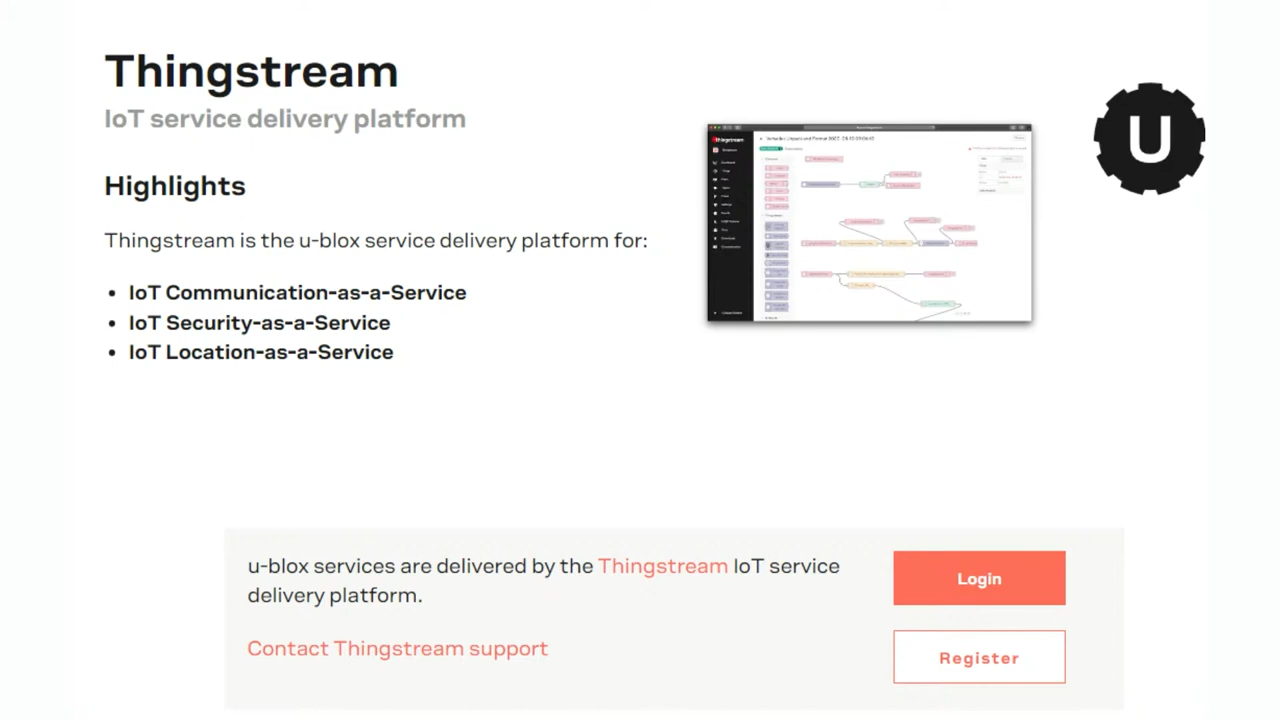 Thingstream
IoT service delivery platform
Highlights
Thingstream is the u-blox service delivery platform for:
• IoT Communication-as-a-Service
• IoT Security-as-a-Service
• IoT Location-as-a-Service
U
thingstream
u-blox services are delivered by the Thingstream IoT service
delivery platform.
Login
Contact Thingstream support
Register